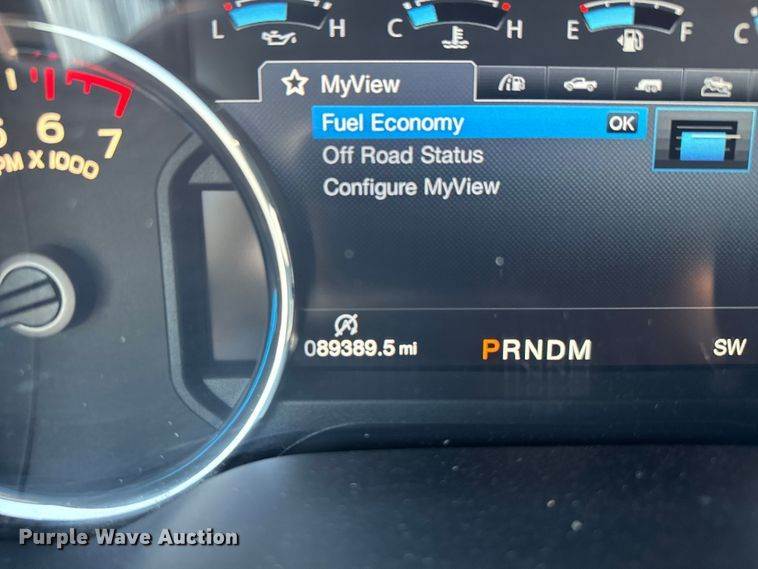 L H C H E F C
MyView
Fuel Economy OK
Off Road Status
Configure MyView
6 7
PM X 1000
089389.5 mi PRNDM SW
Purple Wave Auction